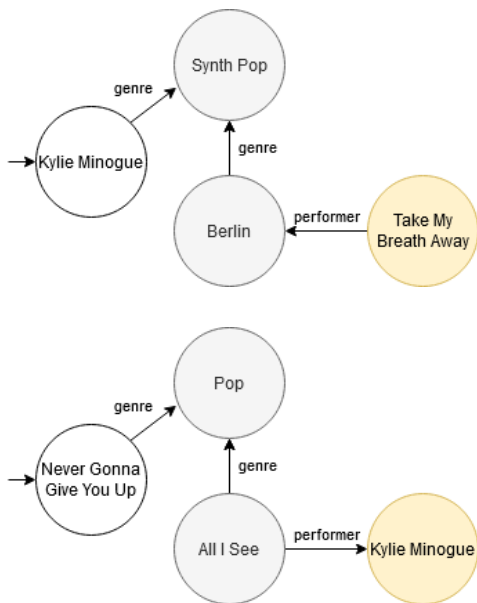 Synth Pop
genre
Kylie Minogue
genre
Berlin
performer
Take My
Breath Away
Pop
genre
Never Gonna
Give You Up
genre
All I See
performer
Kylie Minogue